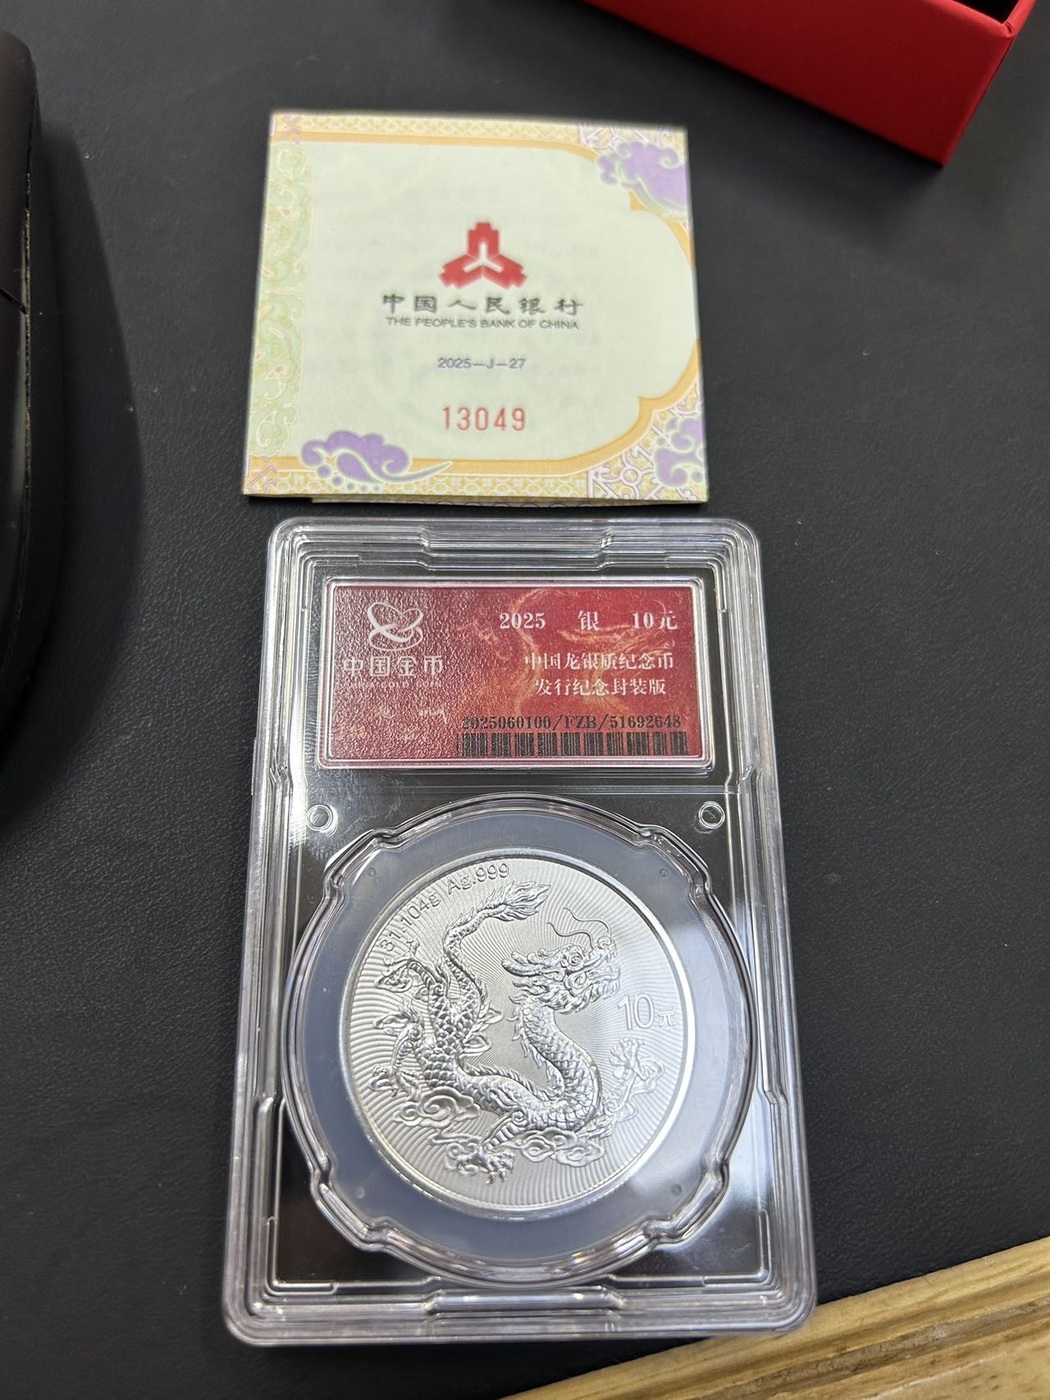 中国人民银行
THE PEOPLE'S BANK OF CHINA
2025—J—27
13049
中国金币
2025 银 10元
中国龙银质纪念币
发行纪念封装版
2025060100/FZB/51692648
31.104g Ag.999
10元